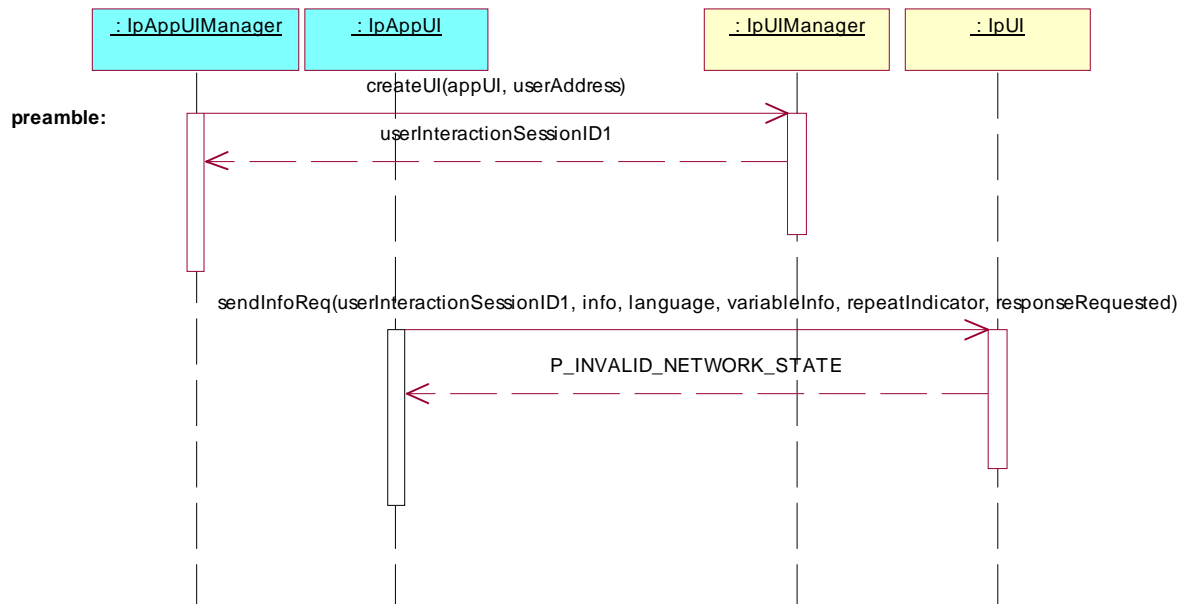 : IpAppUIManager
: IpAppUI
: IpUIManager
: IpUI
createUI(appUI, userAddress)
preamble:
userInteractionSessionID1
sendInfoReq(userInteractionSessionID1, info, language, variableInfo, repeatIndicator, responseRequested)
P_INVALID_NETWORK_STATE